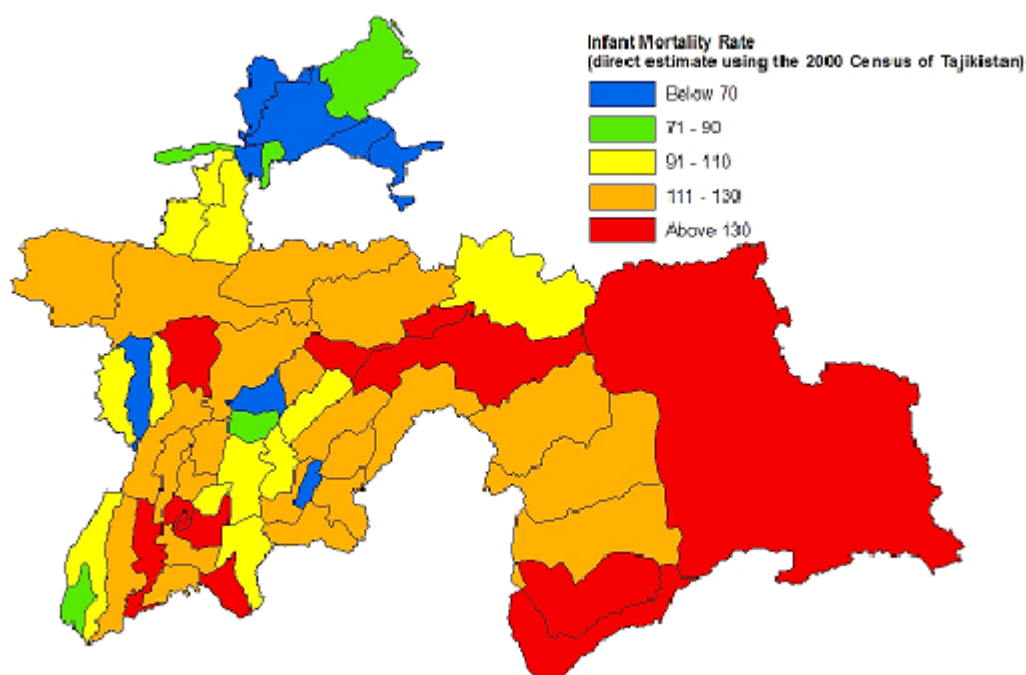 Infant Mortality Rate
(direct estimate using the 2000 Census of Tajikistan)
Below 70
71 - 90
91 - 110
111 - 130
Above 130